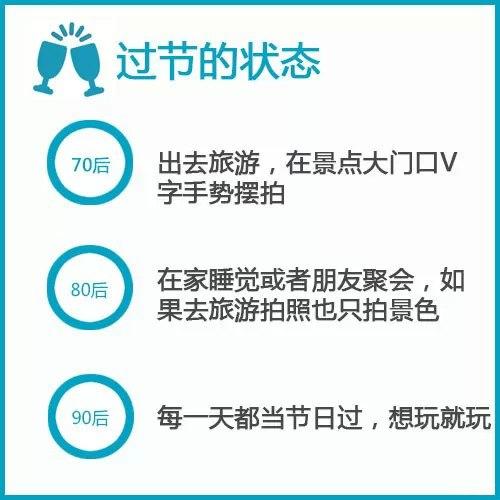 过节的状态
70后
出去旅游，在景点大门口V
字手势摆拍
80后
在家睡觉或者朋友聚会，如
果去旅游拍照也只拍景色
90后
每一天都当节日过，想玩就玩